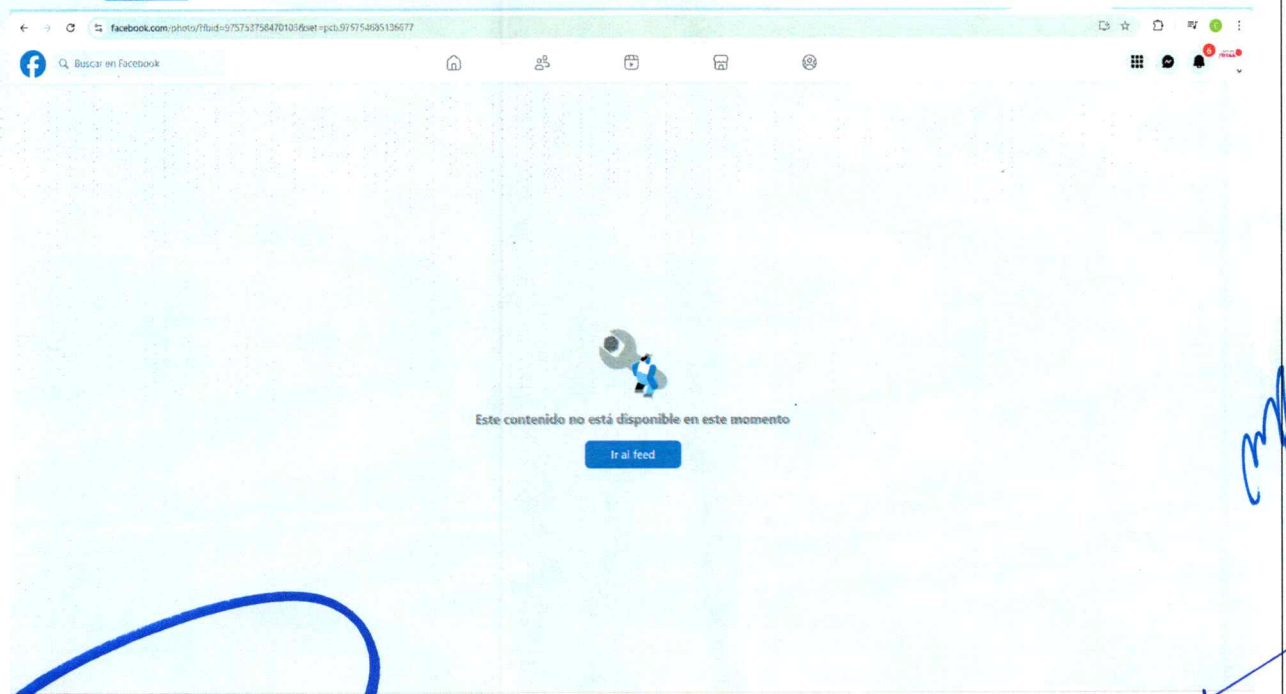 facebook.com/photo/?fbid=975753758470103&set=pcb.975754685136677
Buscar en Facebook
6
Este contenido no está disponible en este momento
Ir al feed